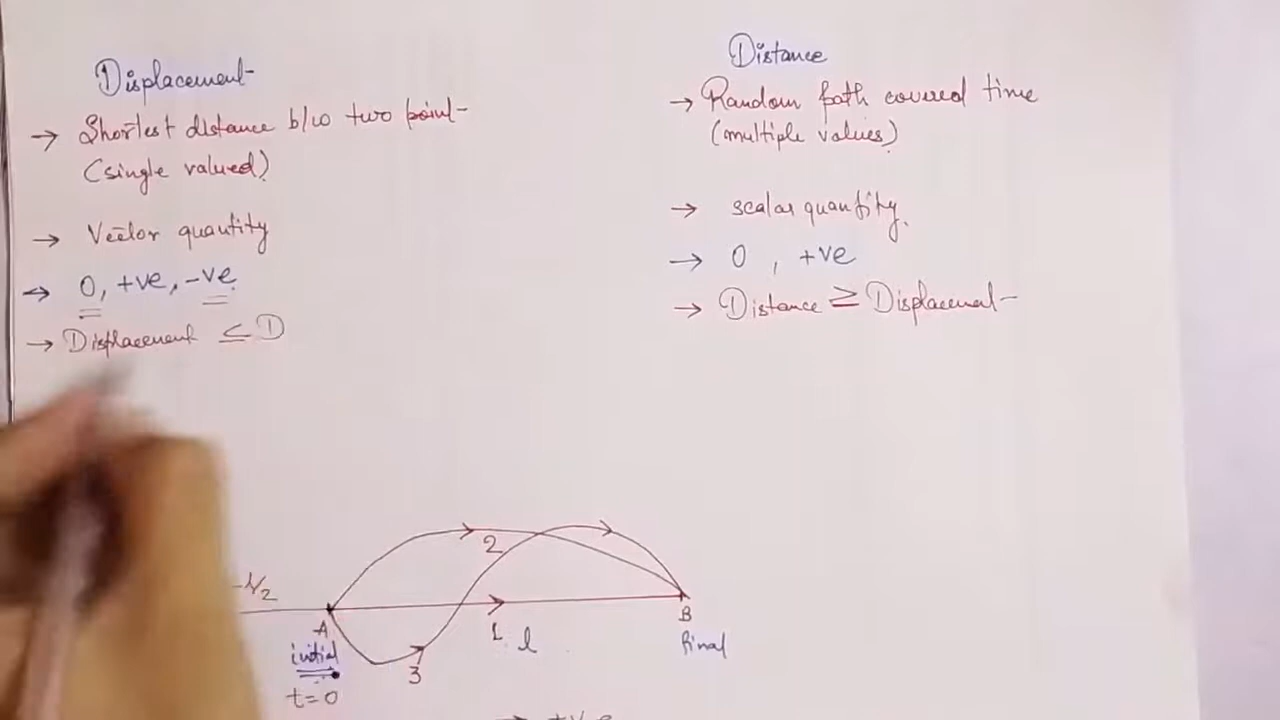 Displacement
→ Shortest distance b/w two point
(single valued)
→ Vector quantity
→ 0, +ve, -ve.
→ Displacement ≤ D
Distance
→ Random path covered time
(multiple values)
→ scalar quantity.
→ 0, +ve
→ Distance ≥ Displacement
2
A
1. l
B
initial
final
3
t=0
→ +ve